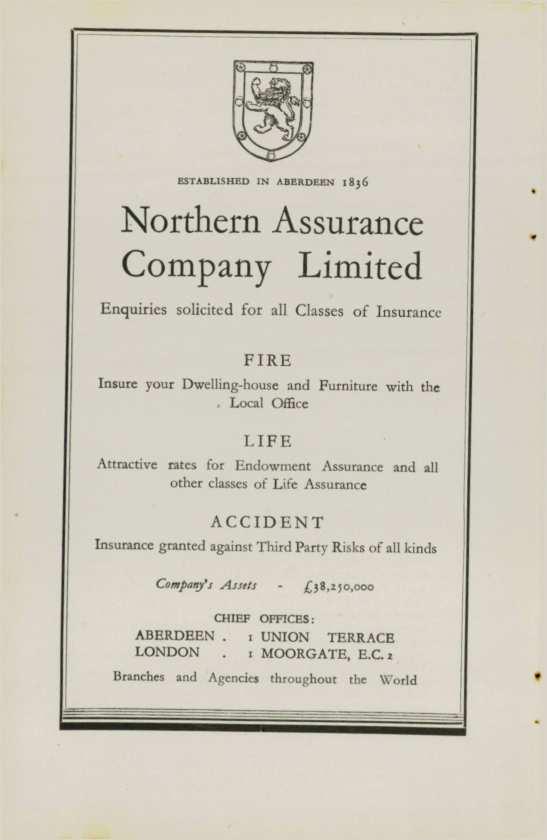 ESTABLISHED IN ABERDEEN 1836
Northern Assurance
Company Limited
Enquiries solicited for all Classes of Insurance
FIRE
Insure your Dwelling-house and Furniture with the
Local Office
LIFE
Attractive rates for Endowment Assurance and all
other classes of Life Assurance
ACCIDENT
Insurance granted against Third Party Risks of all kinds
Company's Assets - £38,250,000
CHIEF OFFICES:
ABERDEEN . 1 UNION TERRACE
LONDON . 1 MOORGATE, E.C. 2
Branches and Agencies throughout the World